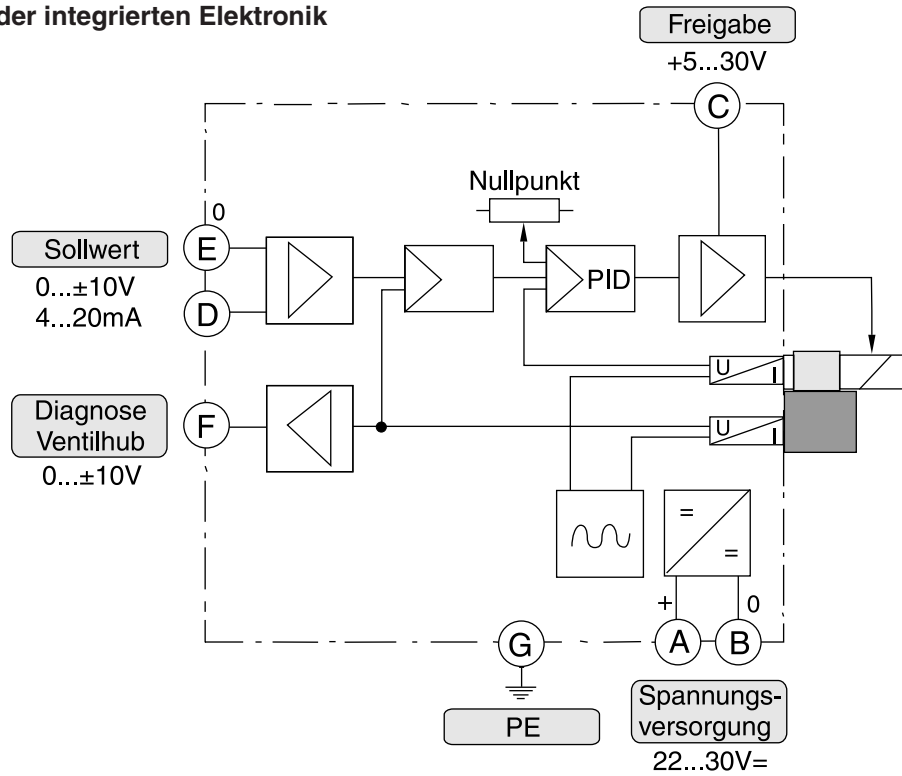 der integrierten Elektronik
Freigabe
+5...30V
C
Nullpunkt
0
E
Sollwert
0...±10V
4...20mA
D
PID
U
I
Diagnose
Ventilhub
0...±10V
F
U
I
=
=
+
0
G
A
B
PE
Spannungs-
versorgung
22...30V=